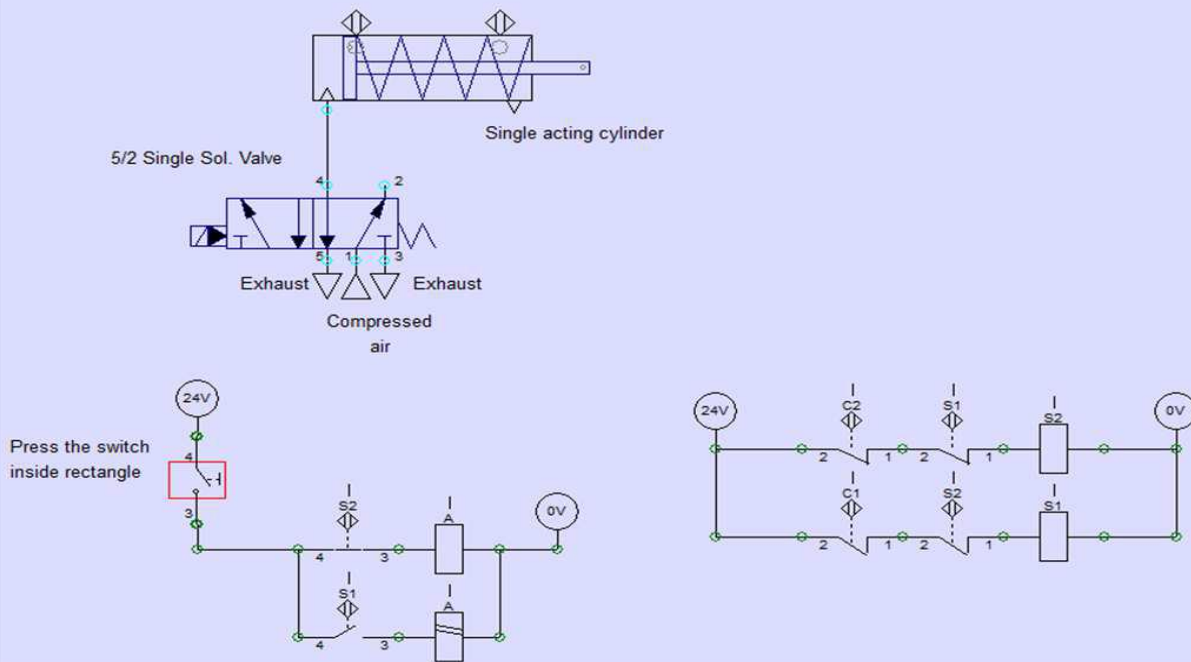 Single acting cylinder
5/2 Single Sol. Valve
4 2
5 1 3
Exhaust Exhaust
Compressed
air
24V
Press the switch
inside rectangle
4
3
S2 A 0V
4 3
S1 A
4 3
24V C2 S1 S2 0V
2 1 2 1
C1 S2 S1
2 1 2 1